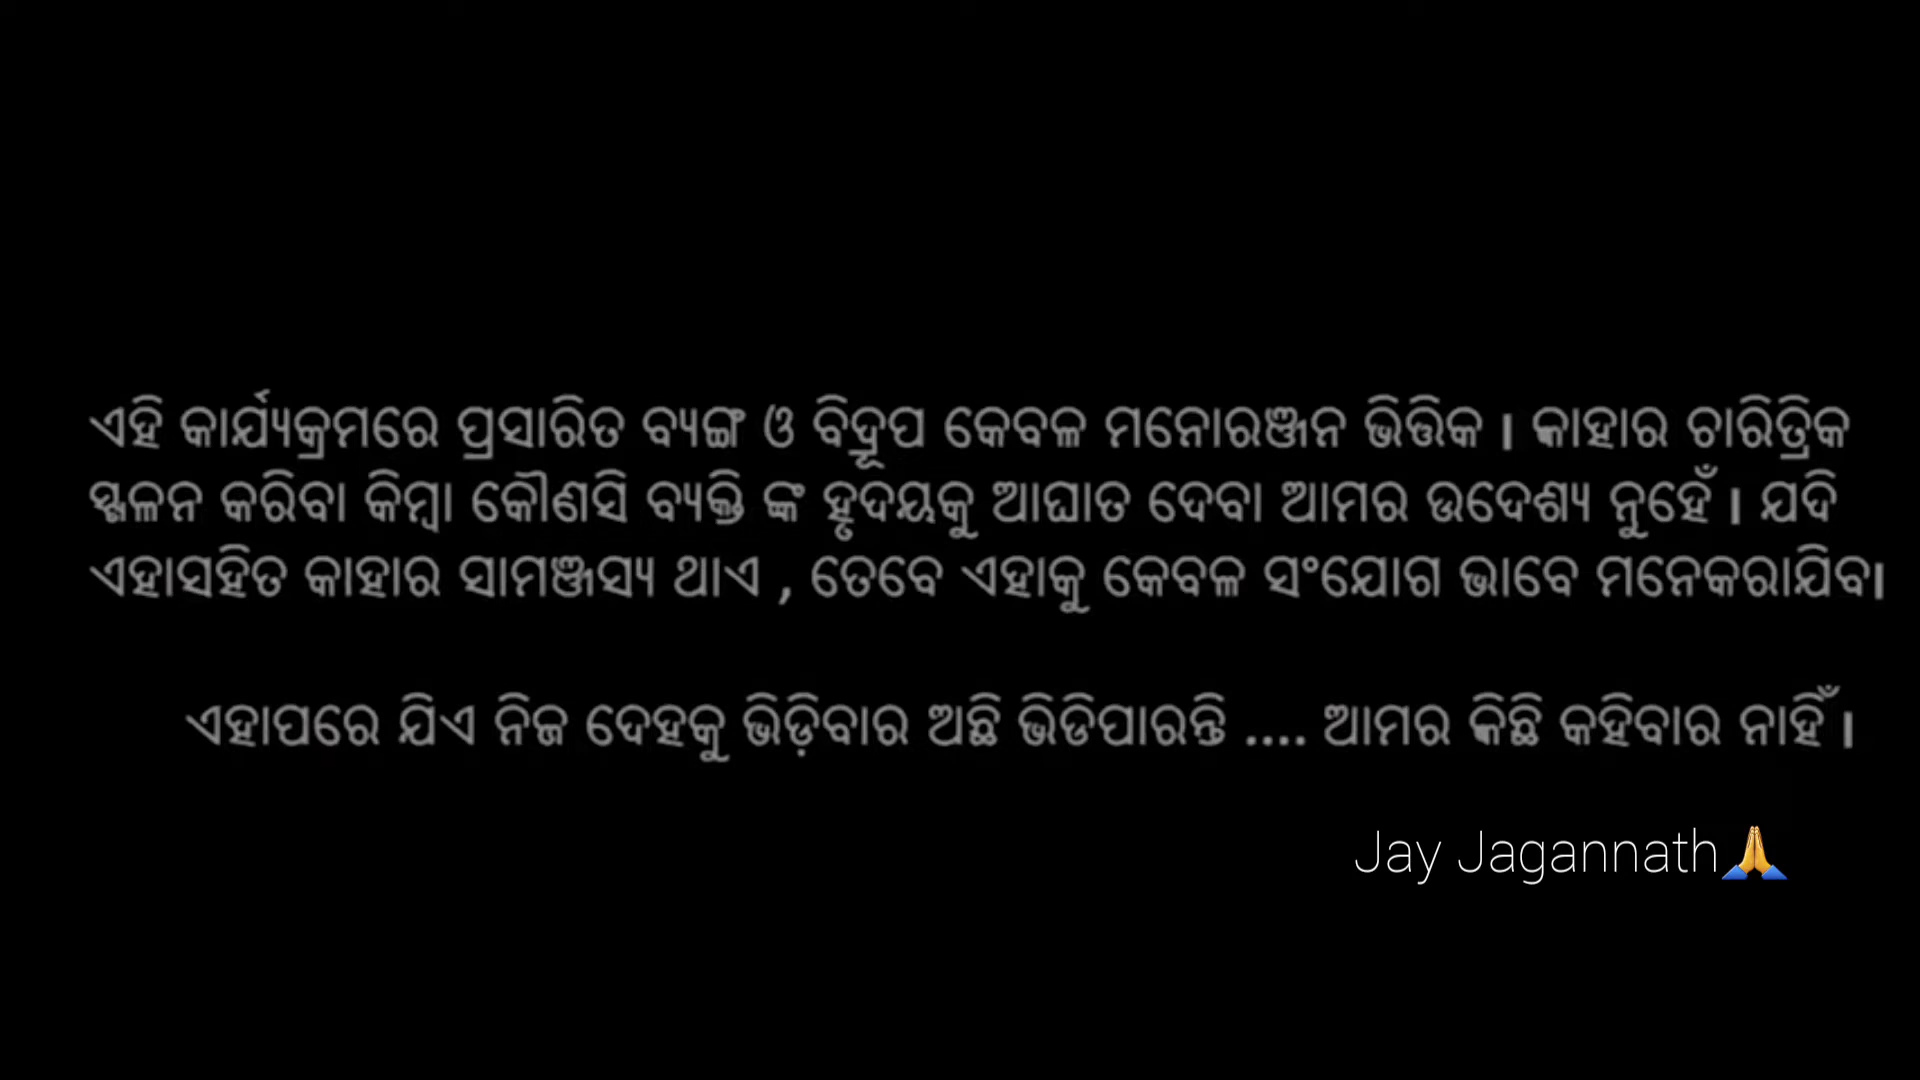 ଏହି କାର୍ଯ୍ୟକ୍ରମରେ ପ୍ରସାରିତ ବ୍ୟଙ୍ଗ ଓ ବିଦ୍ରୂପ କେବଳ ମନୋରଞ୍ଜନ ଭିତ୍ତିକ । କାହାର ଚାରିତ୍ରିକ
ସ୍ଖଳନ କରିବା କିମ୍ବା କୌଣସି ବ୍ୟକ୍ତି ଙ୍କ ହୃଦୟକୁ ଆଘାତ ଦେବା ଆମର ଉଦେଶ୍ୟ ନୁହେଁ । ଯଦି
ଏହାସହିତ କାହାର ସାମଞ୍ଜସ୍ୟ ଥାଏ , ତେବେ ଏହାକୁ କେବଳ ସଂଯୋଗ ଭାବେ ମନେକରାଯିବ।
ଏହାପରେ ଯିଏ ନିଜ ଦେହକୁ ଭିଡ଼ିବାର ଅଛି ଭିଡିପାରନ୍ତି .... ଆମର କିଛି କହିବାର ନାହିଁ ।
Jay Jagannath🙏